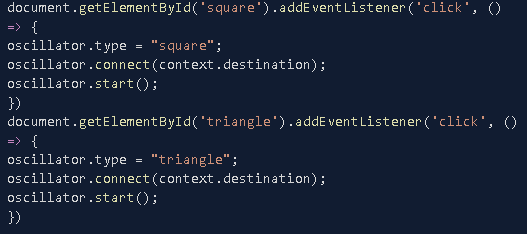 document.getElementById('square').addEventListener('click', ()
=> {
oscillator.type = "square";
oscillator.connect(context.destination);
oscillator.start();
})
document.getElementById('triangle').addEventListener('click', ()
=> {
oscillator.type = "triangle";
oscillator.connect(context.destination);
oscillator.start();
})